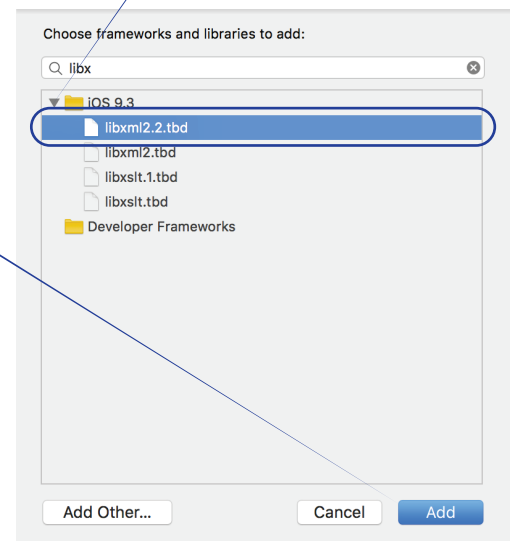 Choose frameworks and libraries to add:
libx
iOS 9.3
libxml2.2.tbd
libxml2.tbd
libxslt.1.tbd
libxslt.tbd
Developer Frameworks
Add Other... Cancel Add